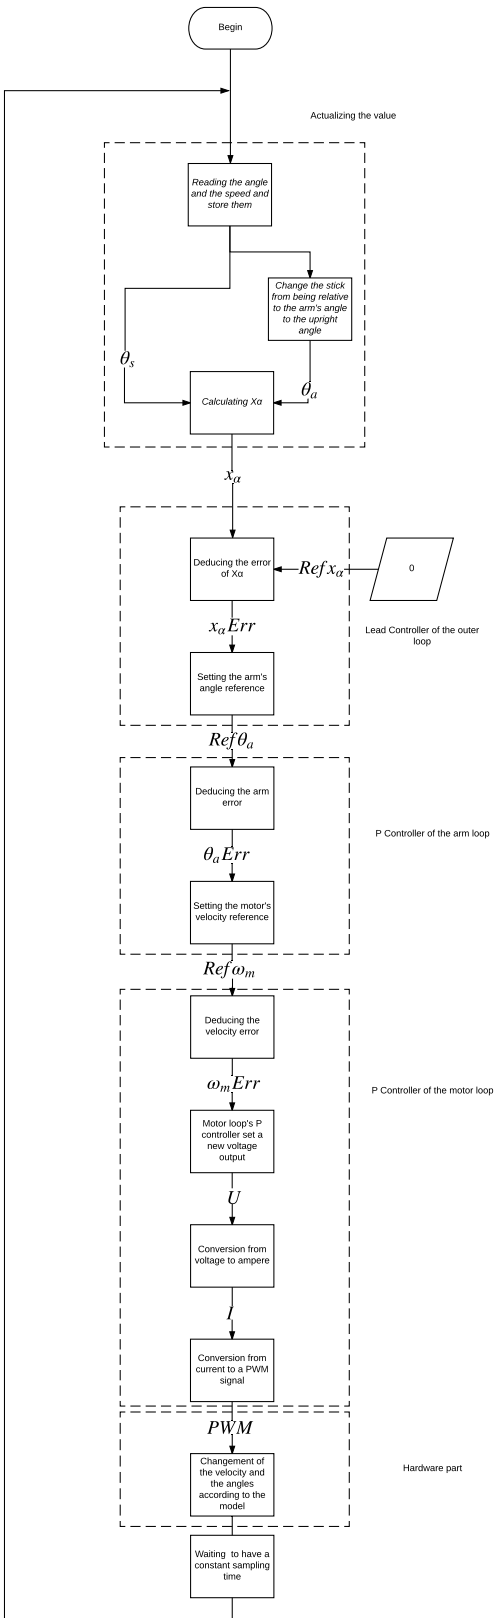 Begin
Actualizing the value
Reading the angle
and the speed and
store them
Change the stick
from being relative
to the arm's angle
to the upright
angle
θs
θa
Calculating Xα
xα
Deducing the error
of Xα
Ref xα
0
Lead Controller of the outer
loop
xαErr
Setting the arm's
angle reference
Refθa
Deducing the arm
error
P Controller of the arm loop
θaErr
Setting the motor's
velocity reference
Refωm
Deducing the
velocity error
ωmErr
P Controller of the motor loop
Motor loop's P
controller set a
new voltage
output
U
Conversion from
voltage to ampere
I
Conversion from
current to a PWM
signal
PWM
Changement of
the velocity and
the angles
according to the
model
Hardware part
Waiting to have a
constant sampling
time